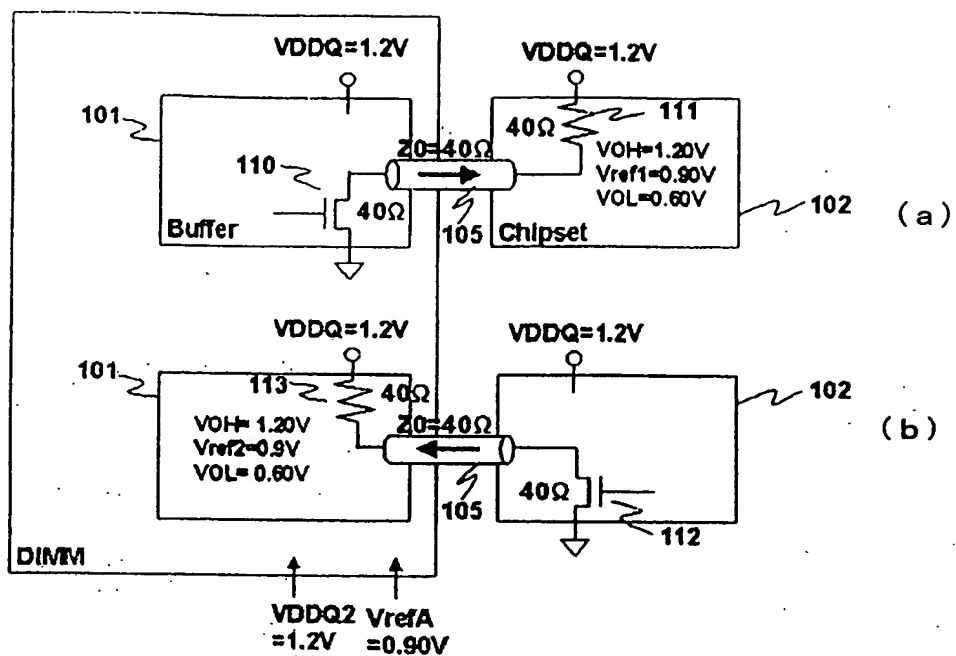 VDDQ=1.2V
VDDQ=1.2V
101
110
40Ω
Buffer
Z0=40Ω
105
40Ω
111
VOH=1.20V
Vref1=0.90V
VOL=0.60V
Chipset
102
(a)
VDDQ=1.2V
VDDQ=1.2V
101
113
40Ω
VOH= 1.20V
Vref2=0.9V
VOL= 0.60V
Z0=40Ω
105
40Ω
112
102
(b)
DIMM
VDDQ2
=1.2V
VrefA
=0.90V